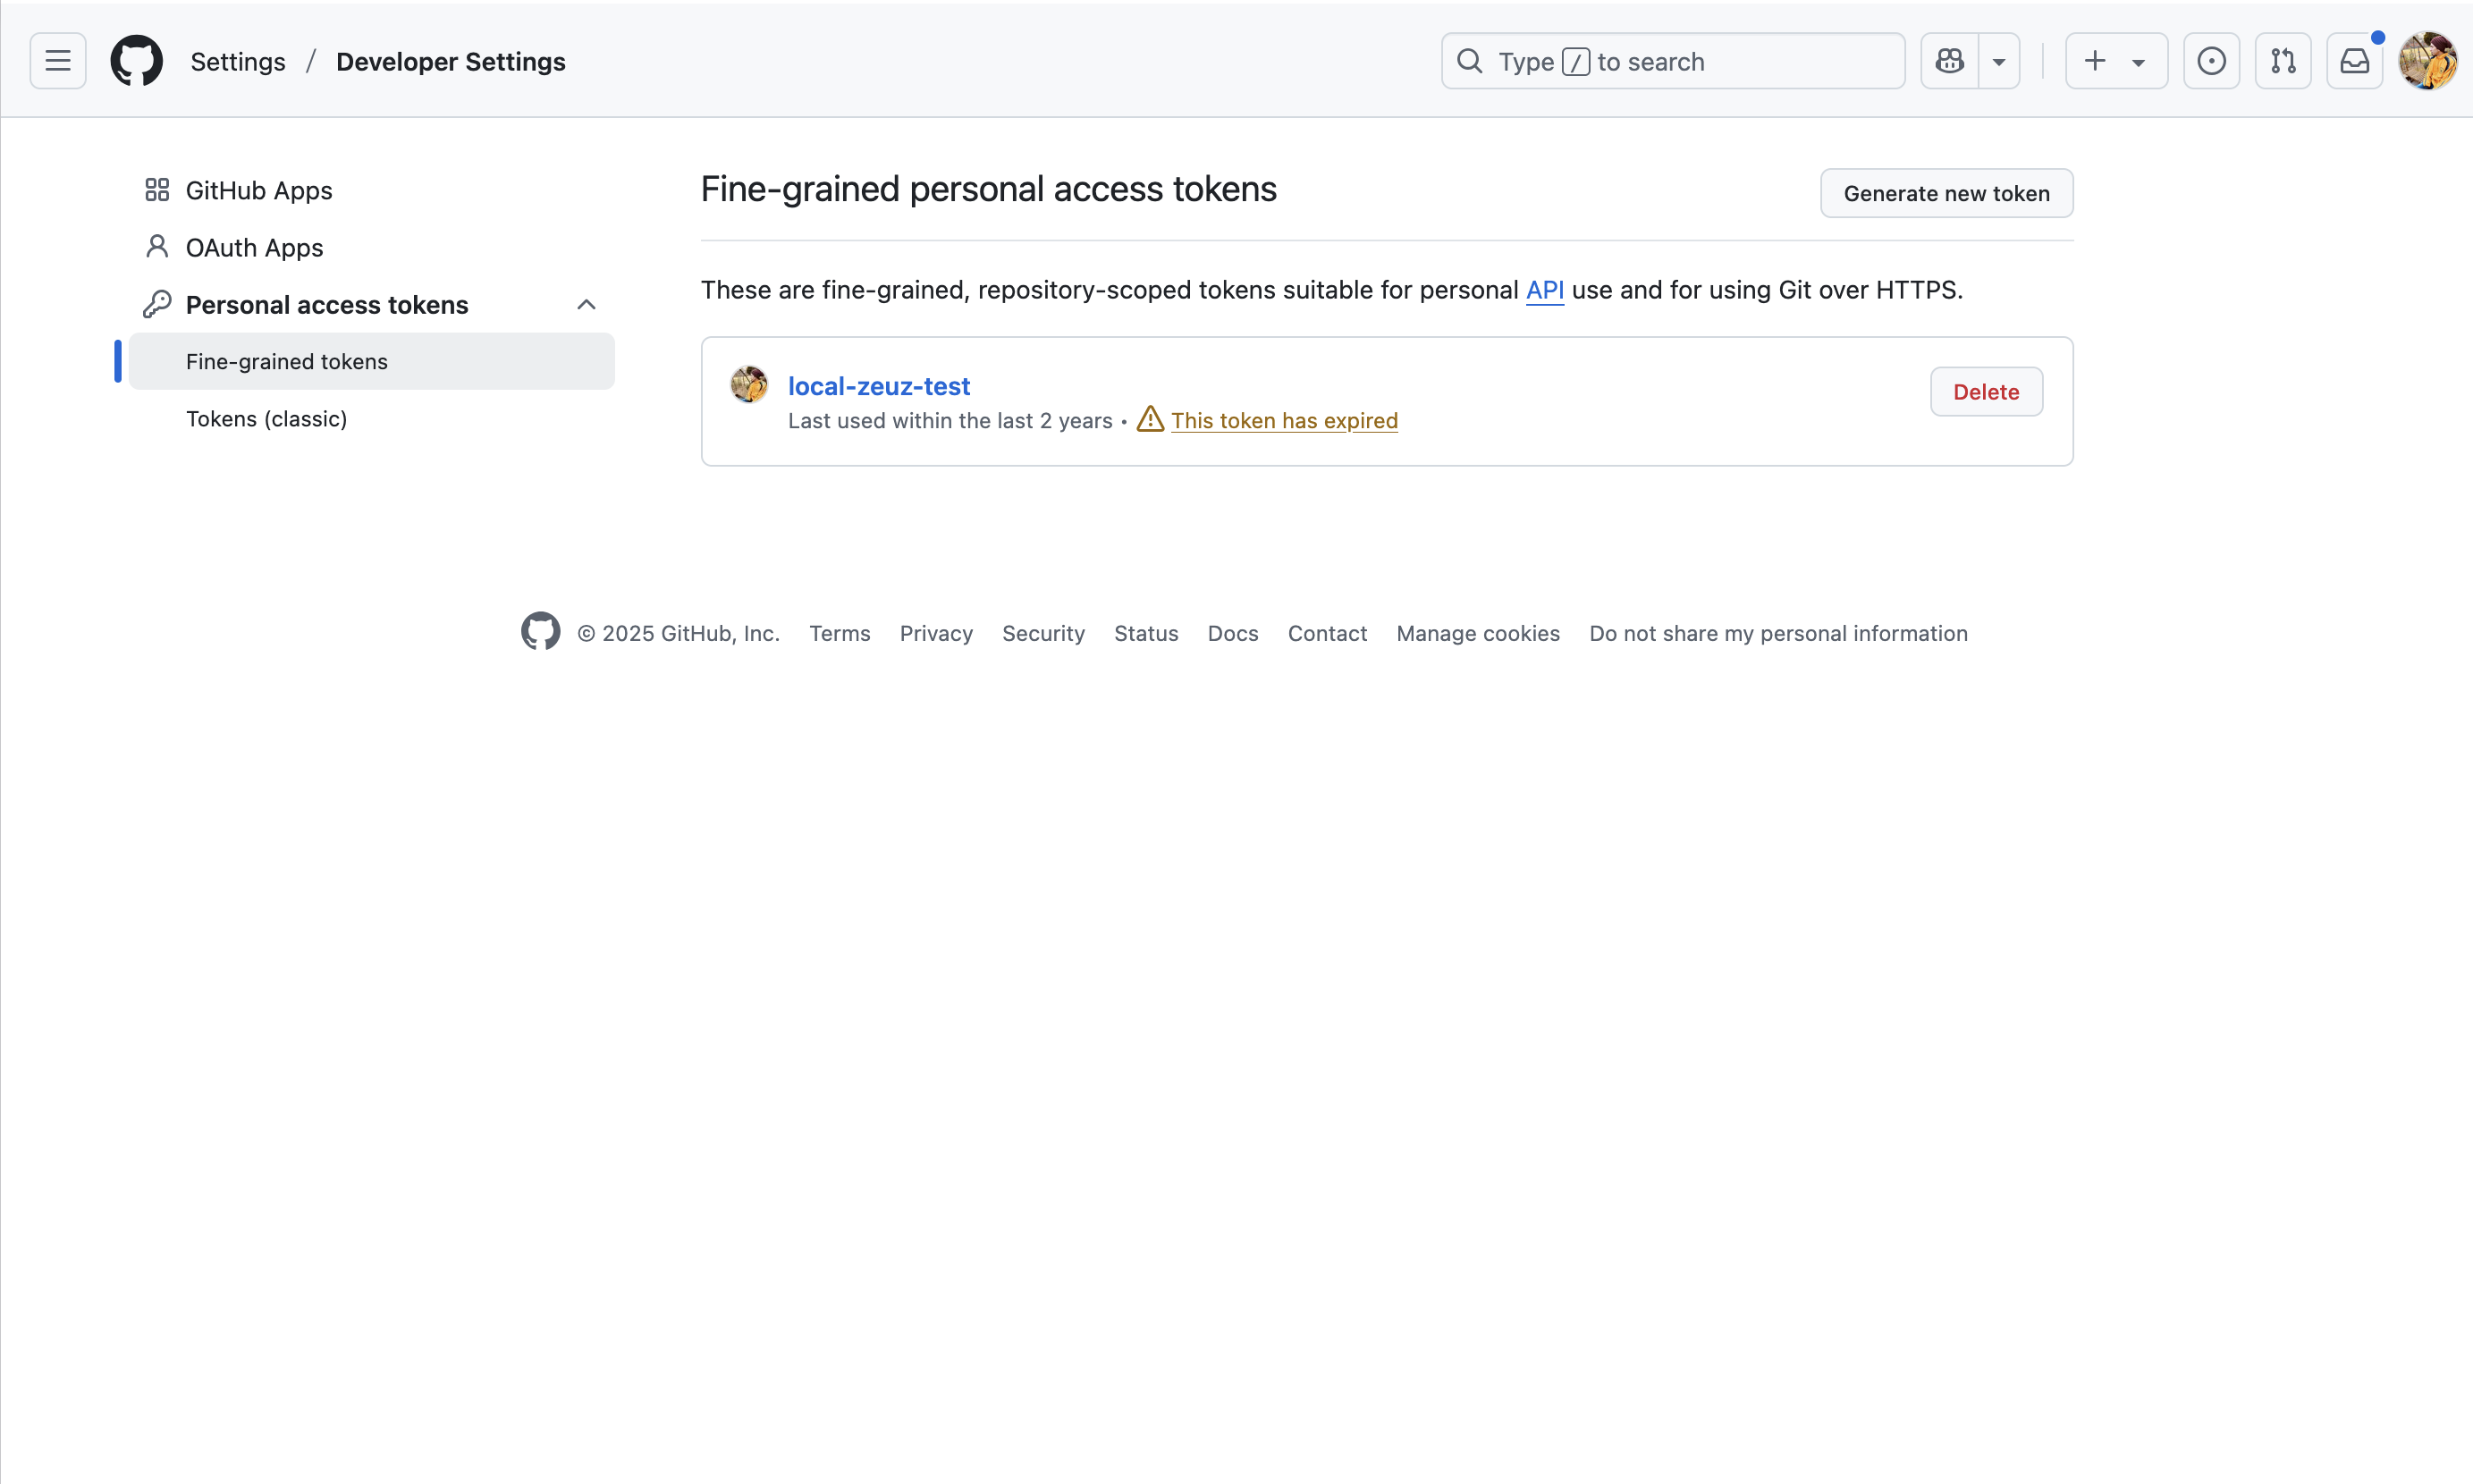 Settings / Developer Settings
Type / to search
GitHub Apps
OAuth Apps
Personal access tokens
Fine-grained tokens
Tokens (classic)
Fine-grained personal access tokens
Generate new token
These are fine-grained, repository-scoped tokens suitable for personal API use and for using Git over HTTPS.
local-zeuz-test
Delete
Last used within the last 2 years • This token has expired
© 2025 GitHub, Inc. Terms Privacy Security Status Docs Contact Manage cookies Do not share my personal information